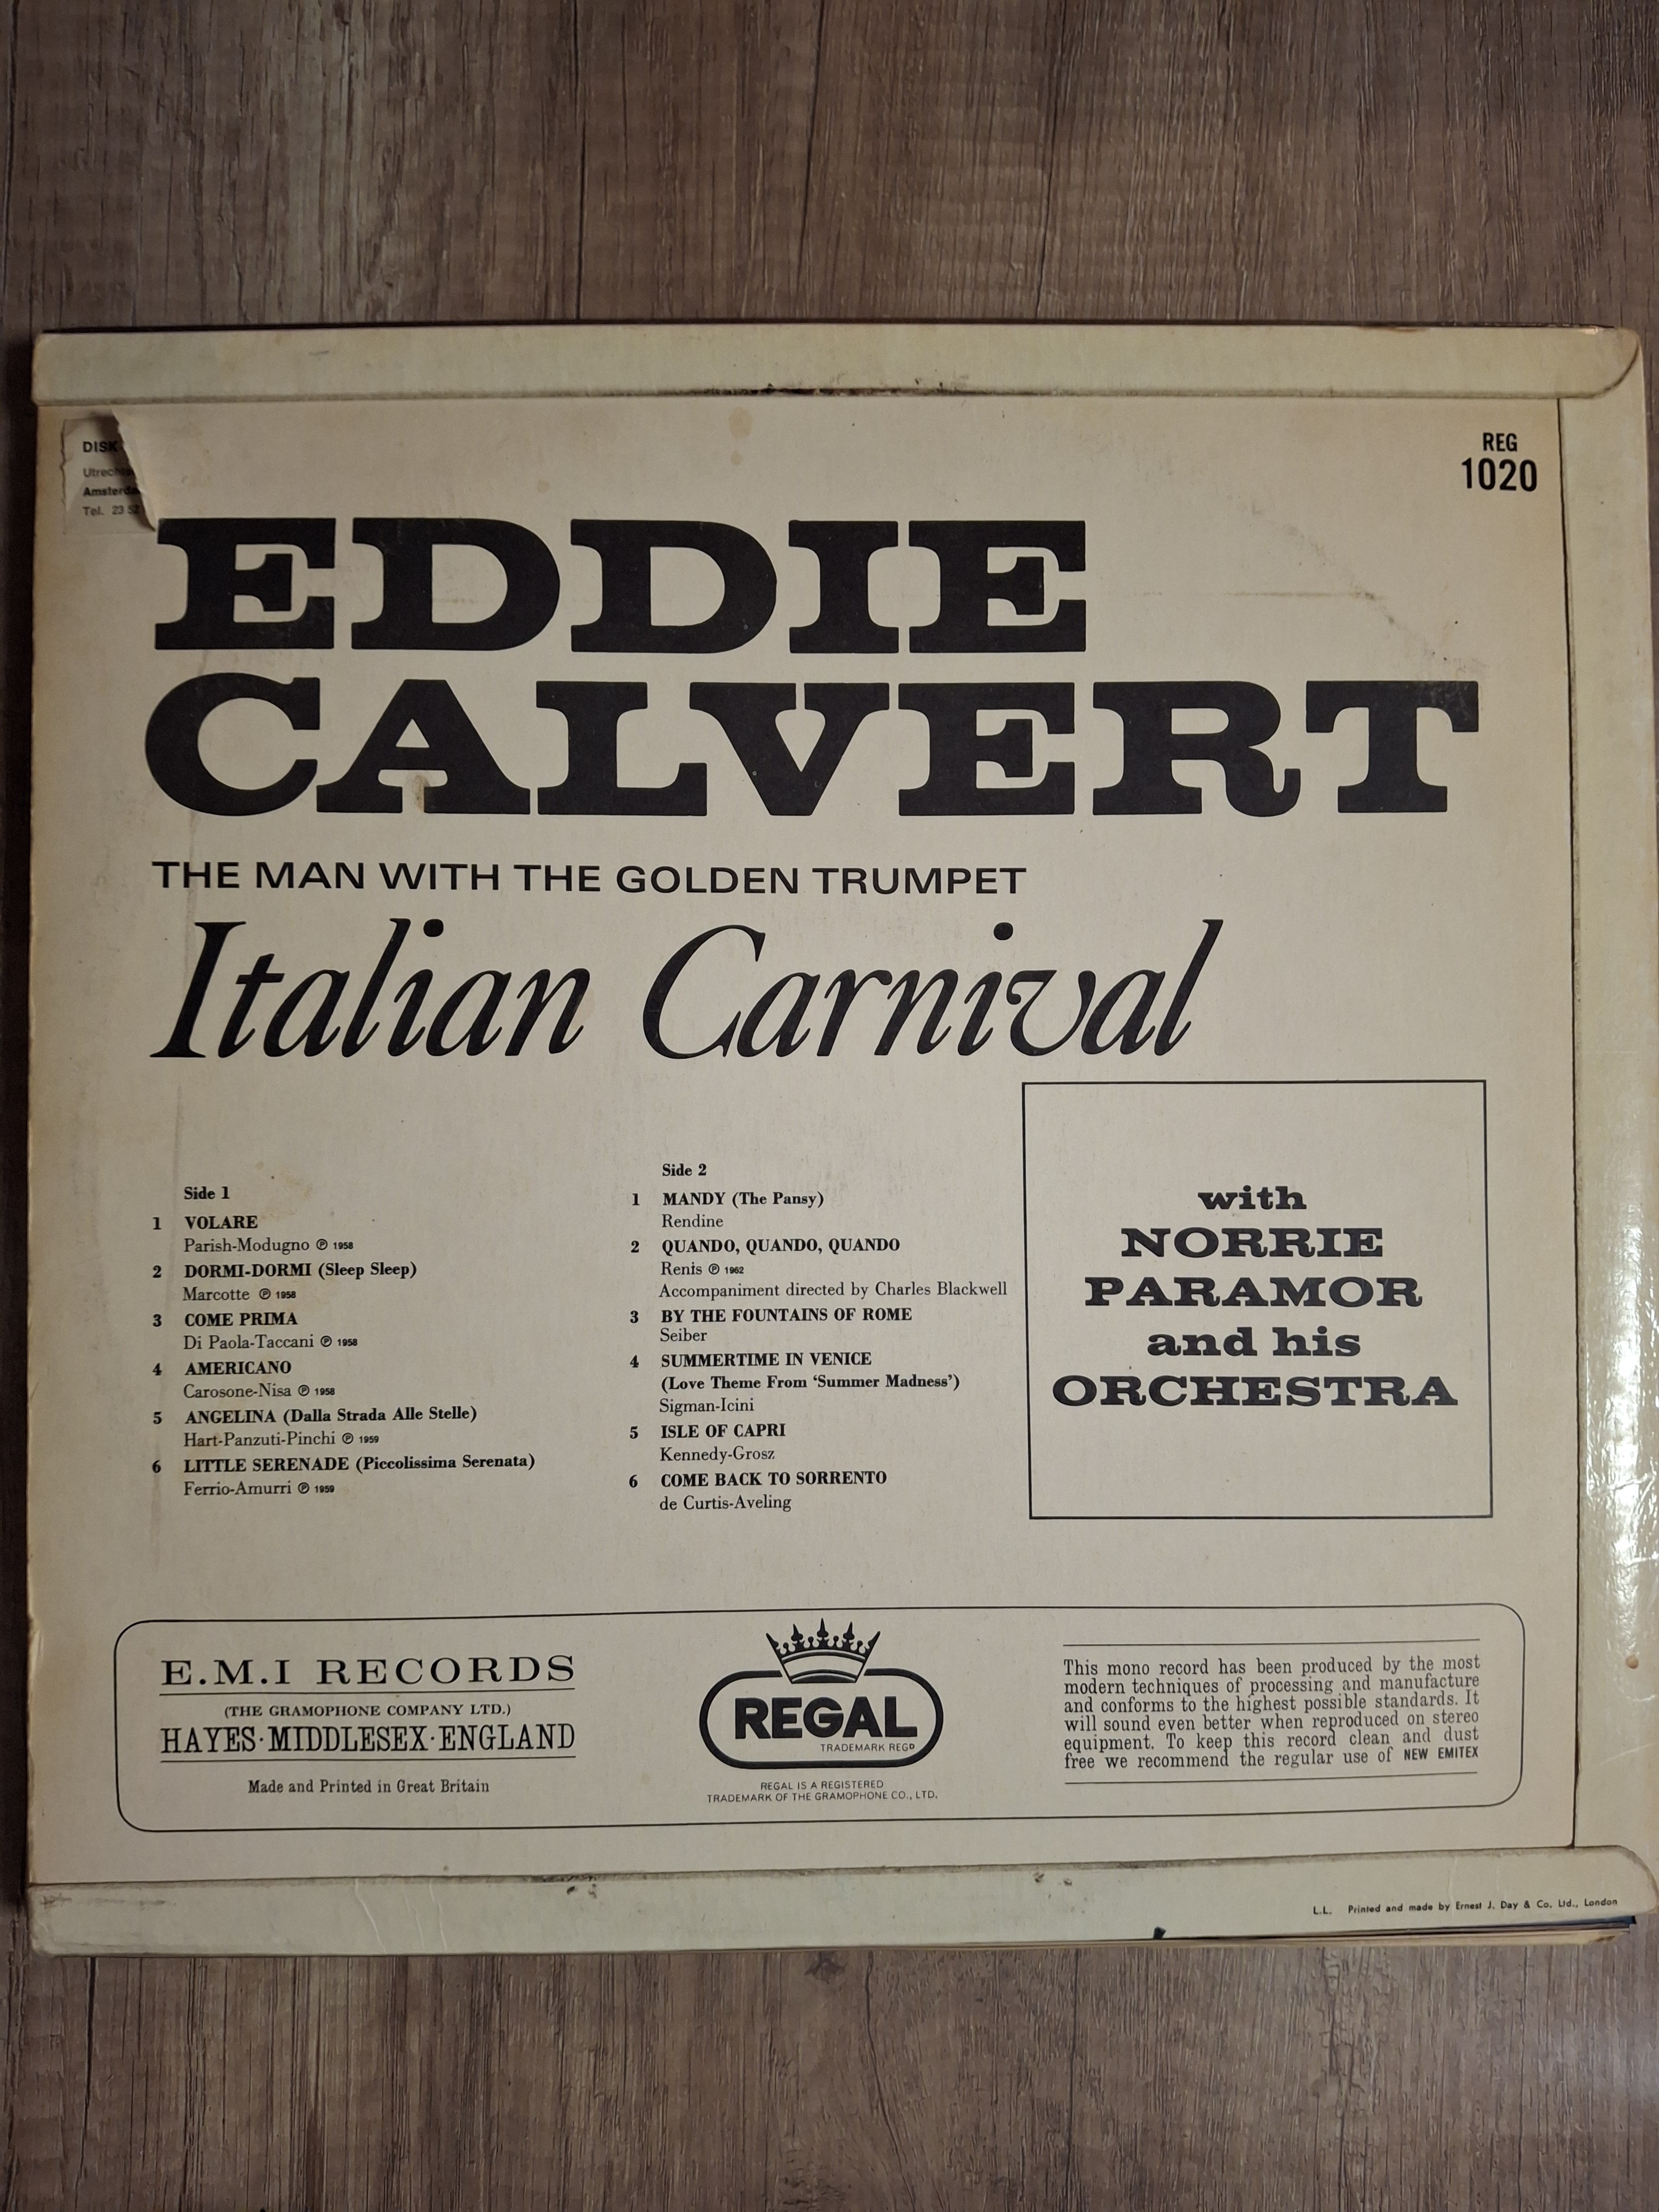 DISK
Amsterda
Tel. 23 52
REG
1020
EDDIE
CALVERT
THE MAN WITH THE GOLDEN TRUMPET
Italian Carnival
Side 1
1 VOLARE
Parish-Modugno ℗ 1958
2 DORMI-DORMI (Sleep Sleep)
Marcotte ℗ 1958
3 COME PRIMA
Di Paola-Taccani ℗ 1958
4 AMERICANO
Carosone-Nisa ℗ 1958
5 ANGELINA (Dalla Strada Alle Stelle)
Hart-Panzuti-Pinchi ℗ 1959
6 LITTLE SERENADE (Piccolissima Serenata)
Ferrio-Amurri ℗ 1959
Side 2
1 MANDY (The Pansy)
Rendine
2 QUANDO, QUANDO, QUANDO
Renis ℗ 1962
Accompaniment directed by Charles Blackwell
3 BY THE FOUNTAINS OF ROME
Seiber
4 SUMMERTIME IN VENICE
(Love Theme From ‘Summer Madness’)
Sigman-Icini
5 ISLE OF CAPRI
Kennedy-Grosz
6 COME BACK TO SORRENTO
de Curtis-Aveling
with
NORRIE
PARAMOR
and his
ORCHESTRA
E.M.I RECORDS
(THE GRAMOPHONE COMPANY LTD.)
HAYES·MIDDLESEX·ENGLAND
Made and Printed in Great Britain
REGAL
TRADEMARK REGD
REGAL IS A REGISTERED
TRADEMARK OF THE GRAMOPHONE CO., LTD.
This mono record has been produced by the most
modern techniques of processing and manufacture
and conforms to the highest possible standards. It
will sound even better when reproduced on stereo
equipment. To keep this record clean and dust
free we recommend the regular use of NEW EMITEX
L.L. Printed and made by Ernest J. Day & Co. Ltd., London